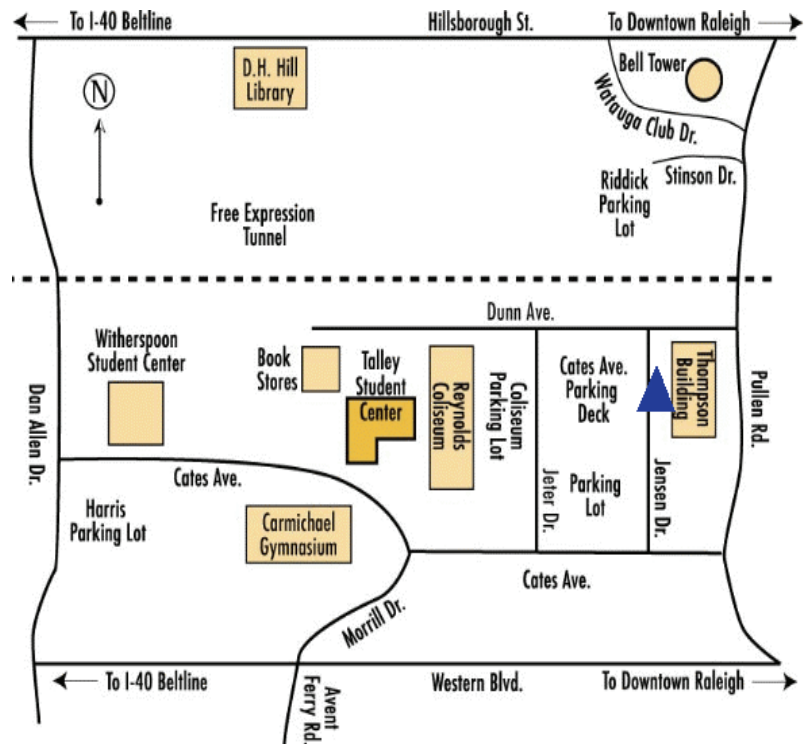 To I-40 Beltline
Hillsborough St.
To Downtown Raleigh
D.H. Hill
Library
Bell Tower
N
Watauga Club Dr.
Stinson Dr.
Riddick
Parking
Lot
Free Expression
Tunnel
Dunn Ave.
Witherspoon
Student Center
Book
Stores
Talley
Student
Center
Reynolds
Coliseum
Coliseum
Parking Lot
Cates Ave.
Parking
Deck
Thompson
Building
Dan Allen Dr.
Pullen Rd.
Cates Ave.
Harris
Parking Lot
Carmichael
Gymnasium
Jeter Dr.
Parking
Lot
Jensen Dr.
Cates Ave.
Morrill Dr.
To I-40 Beltline
Avent
Ferry Rd.
Western Blvd.
To Downtown Raleigh